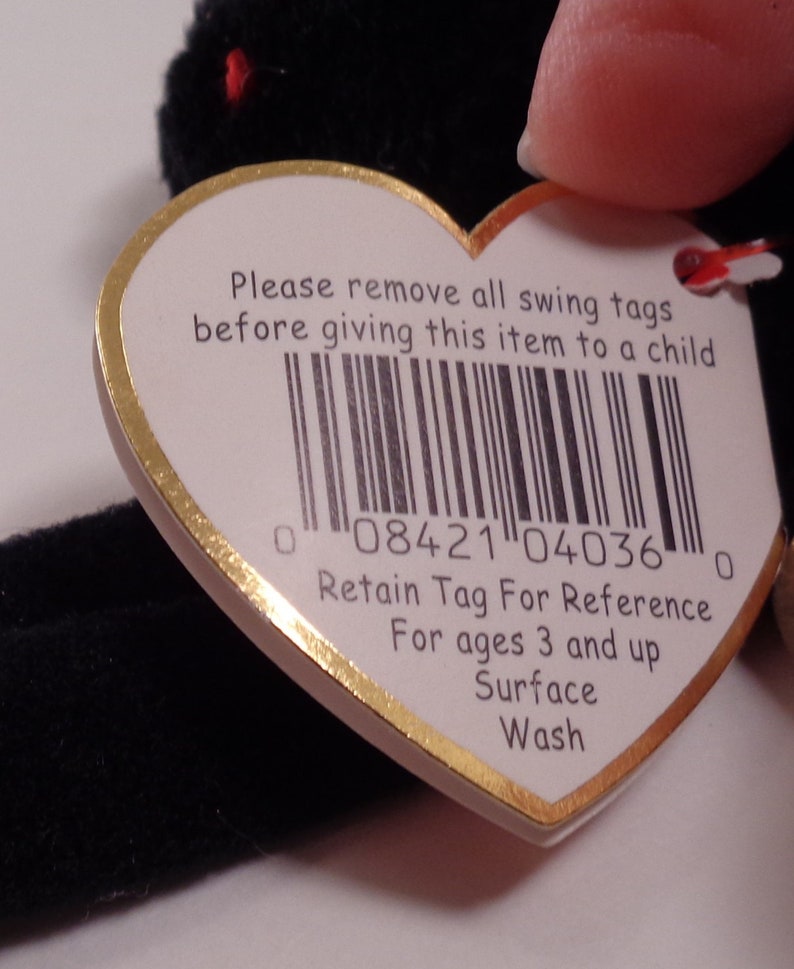 Please remove all swing tags
before giving this item to a child
0 08421 04036 0
Retain Tag For Reference
For ages 3 and up
Surface
Wash